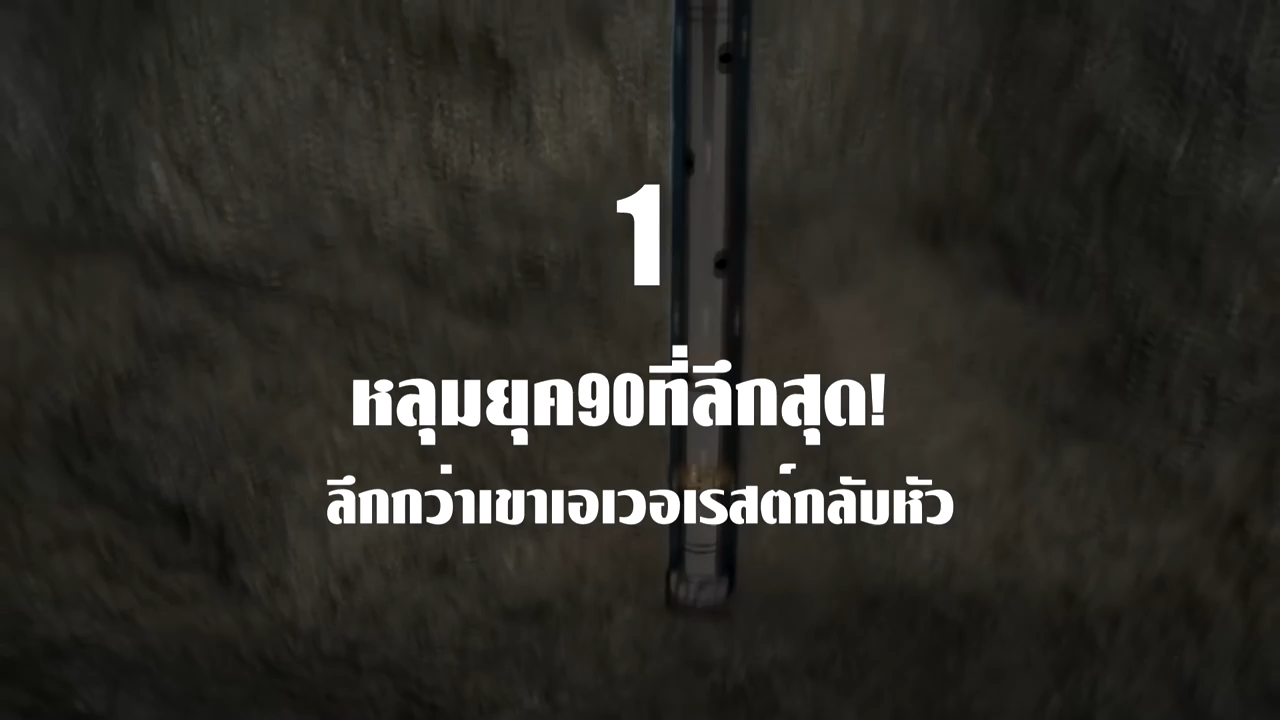 1
หลุมยุค90ที่ลึกสุด!
ลึกกว่าเขาเอเวอเรสต์กลับหัว